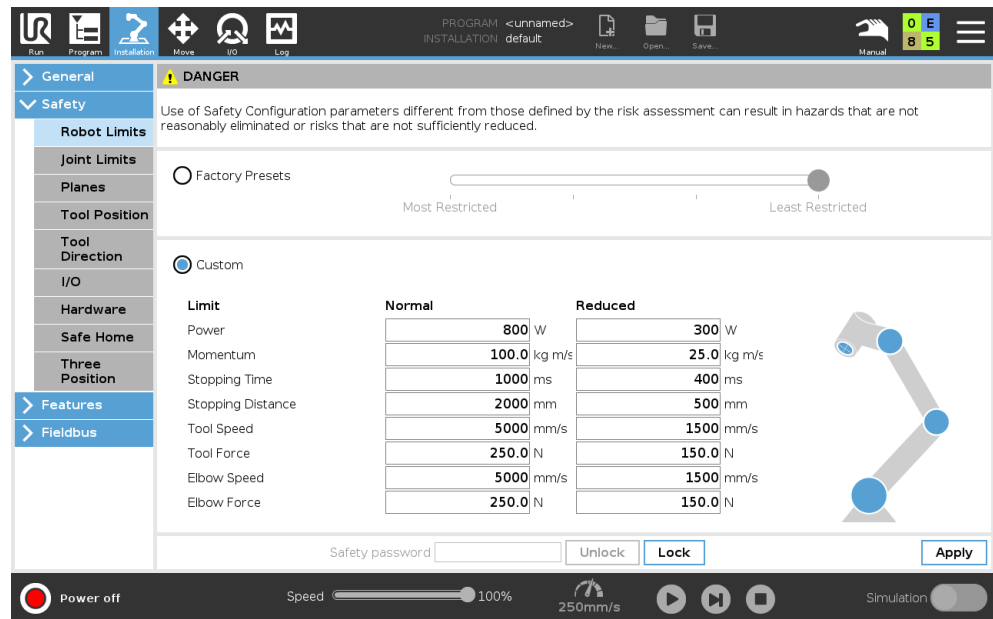 UR
PROGRAM <unnamed>
INSTALLATION default
Run Program Installation Move I/O Log New... Open... Save... Manual
0 E
8 5
General
Safety
Robot Limits
Joint Limits
Planes
Tool Position
Tool
Direction
I/O
Hardware
Safe Home
Three
Position
Features
Fieldbus
DANGER
Use of Safety Configuration parameters different from those defined by the risk assessment can result in hazards that are not
reasonably eliminated or risks that are not sufficiently reduced.
Factory Presets
Most Restricted Least Restricted
Custom
Limit Normal Reduced
Power 800 W 300 W
Momentum 100.0 kg m/s 25.0 kg m/s
Stopping Time 1000 ms 400 ms
Stopping Distance 2000 mm 500 mm
Tool Speed 5000 mm/s 1500 mm/s
Tool Force 250.0 N 150.0 N
Elbow Speed 5000 mm/s 1500 mm/s
Elbow Force 250.0 N 150.0 N
Safety password Unlock Lock Apply
Power off Speed 100% 250mm/s Simulation